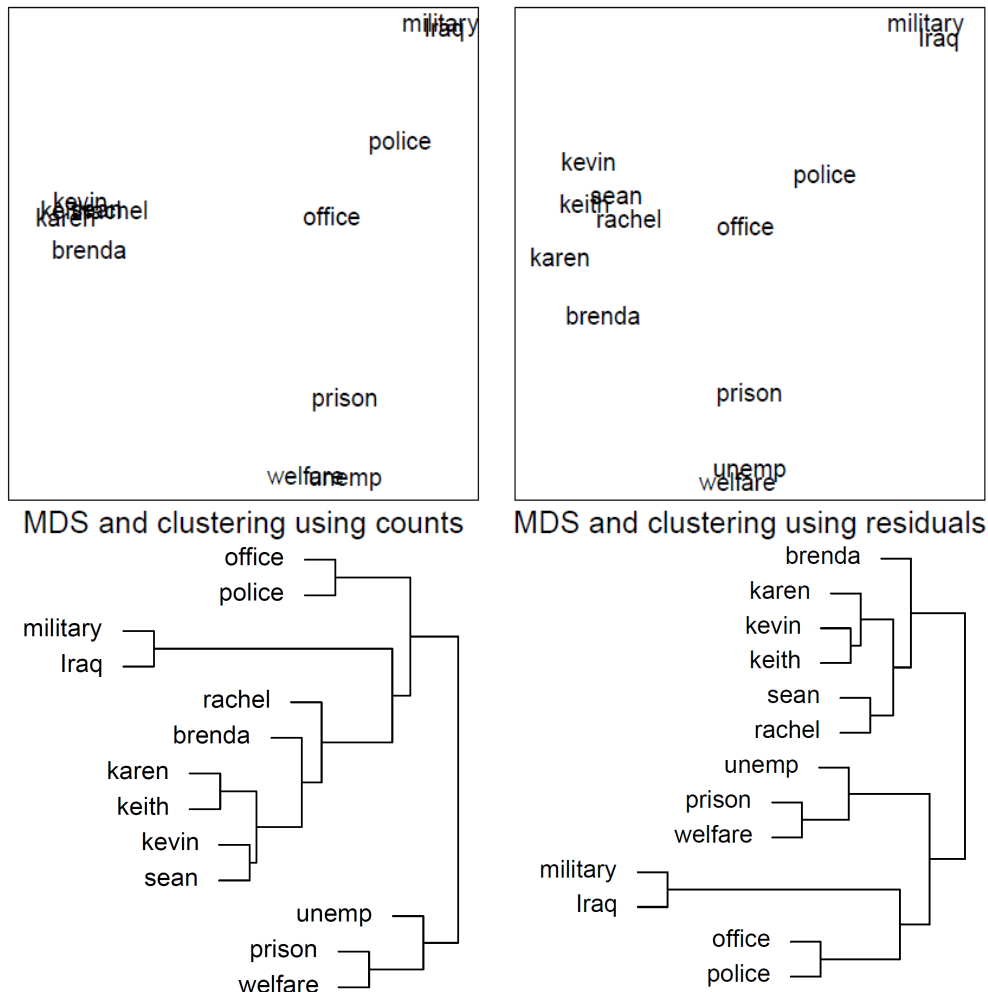 military
Iraq
police
kevin
keith
sean
rachel
karen
office
brenda
prison
welfare
unemp
MDS and clustering using counts
office
police
military
Iraq
rachel
brenda
karen
keith
kevin
sean
unemp
prison
welfare
military
Iraq
kevin
police
sean
keith
rachel
office
karen
brenda
prison
unemp
welfare
MDS and clustering using residuals
brenda
karen
kevin
keith
sean
rachel
unemp
prison
welfare
military
Iraq
office
police